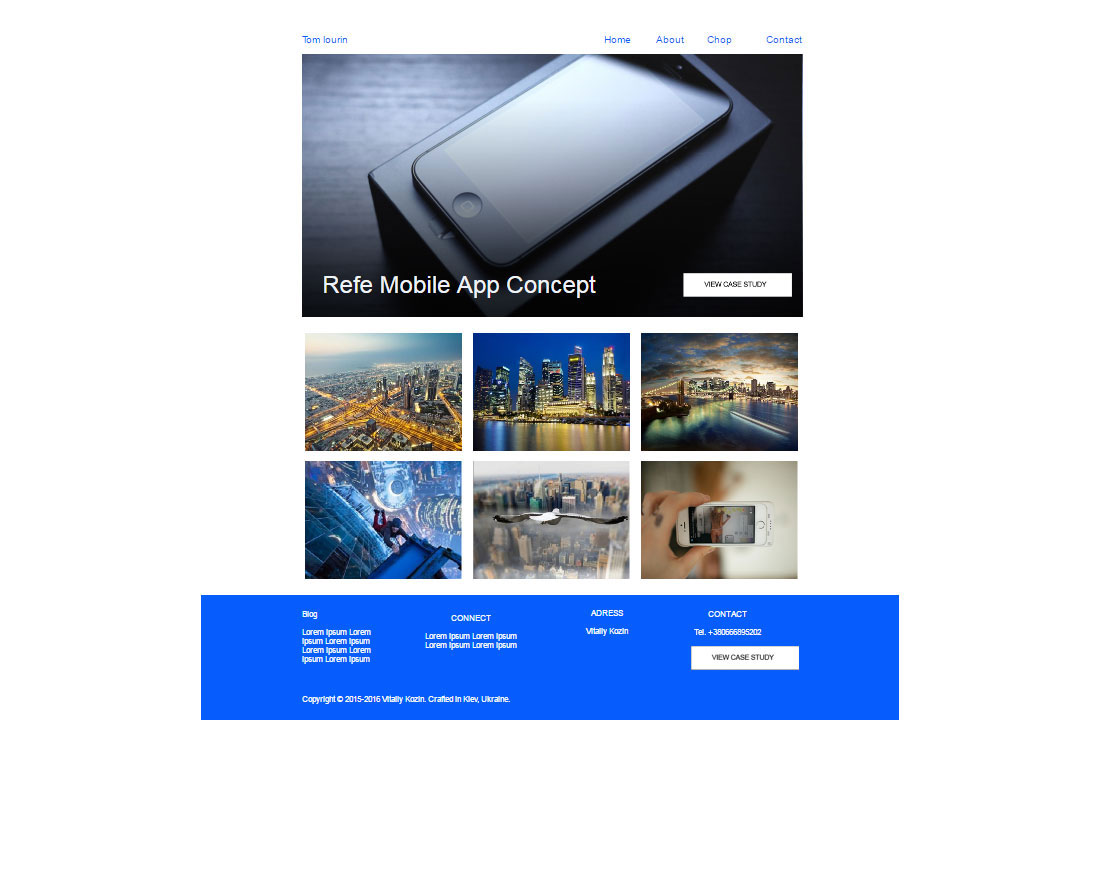 Tom Iourin
Home About Chop Contact
Refe Mobile App Concept
VIEW CASE STUDY
Blog
Lorem Ipsum Lorem
Ipsum Lorem Ipsum
Lorem Ipsum Lorem
Ipsum Lorem Ipsum
CONNECT
Lorem Ipsum Lorem Ipsum
Lorem Ipsum Lorem Ipsum
ADRESS
Vitaliy Kozin
CONTACT
Tel. +380666895202
VIEW CASE STUDY
Copyright © 2015-2016 Vitaliy Kozin. Crafted in Kiev, Ukraine.